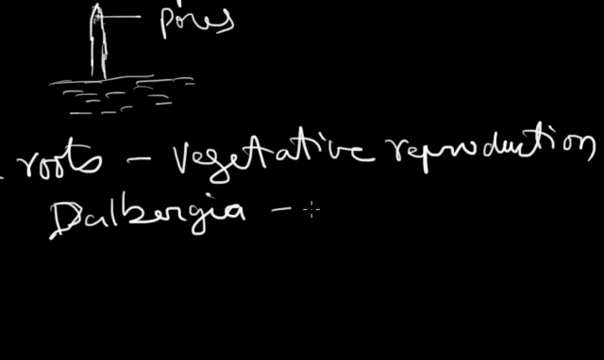 pores
roots - vegetative reproduction
Dalbergia -